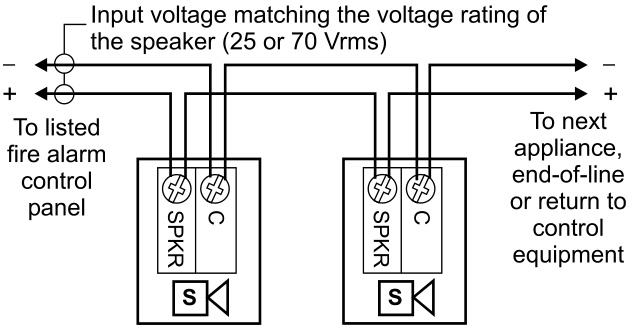 Input voltage matching the voltage rating of
the speaker (25 or 70 Vrms)
–
+
To listed
fire alarm
control
panel
–
+
To next
appliance,
end-of-line
or return to
control
equipment
SPKR
C
S
SPKR
C
S